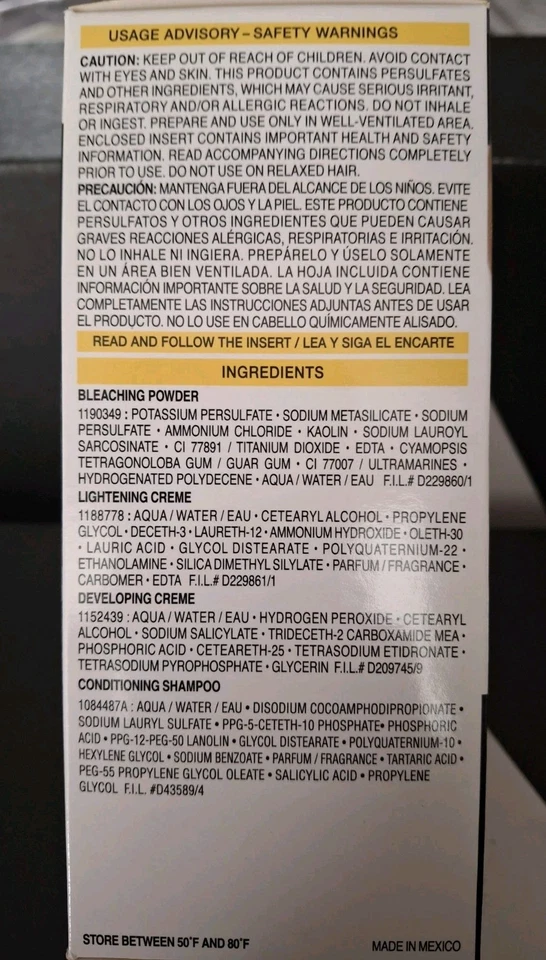 USAGE ADVISORY – SAFETY WARNINGS
CAUTION: KEEP OUT OF REACH OF CHILDREN. AVOID CONTACT
WITH EYES AND SKIN. THIS PRODUCT CONTAINS PERSULFATES
AND OTHER INGREDIENTS, WHICH MAY CAUSE SERIOUS IRRITANT,
RESPIRATORY AND/OR ALLERGIC REACTIONS. DO NOT INHALE
OR INGEST. PREPARE AND USE ONLY IN WELL-VENTILATED AREA.
ENCLOSED INSERT CONTAINS IMPORTANT HEALTH AND SAFETY
INFORMATION. READ ACCOMPANYING DIRECTIONS COMPLETELY
PRIOR TO USE. DO NOT USE ON RELAXED HAIR.
PRECAUCIÓN: MANTENGA FUERA DEL ALCANCE DE LOS NIÑOS. EVITE
EL CONTACTO CON LOS OJOS Y LA PIEL. ESTE PRODUCTO CONTIENE
PERSULFATOS Y OTROS INGREDIENTES QUE PUEDEN CAUSAR
GRAVES REACCIONES ALÉRGICAS, RESPIRATORIAS E IRRITACIÓN.
NO LO INHALE NI INGIERA. PREPÁRELO Y ÚSELO SOLAMENTE
EN UN ÁREA BIEN VENTILADA. LA HOJA INCLUIDA CONTIENE
INFORMACIÓN IMPORTANTE SOBRE LA SALUD Y LA SEGURIDAD. LEA
COMPLETAMENTE LAS INSTRUCCIONES ADJUNTAS ANTES DE USAR
EL PRODUCTO. NO LO USE EN CABELLO QUÍMICAMENTE ALISADO.
READ AND FOLLOW THE INSERT / LEA Y SIGA EL ENCARTE
INGREDIENTS
BLEACHING POWDER
1190349 : POTASSIUM PERSULFATE • SODIUM METASILICATE • SODIUM
PERSULFATE • AMMONIUM CHLORIDE • KAOLIN • SODIUM LAUROYL
SARCOSINATE • CI 77891 / TITANIUM DIOXIDE • EDTA • CYAMOPSIS
TETRAGONOLOBA GUM / GUAR GUM • CI 77007 / ULTRAMARINES •
HYDROGENATED POLYDECENE • AQUA / WATER / EAU F.I.L.# D229860/1
LIGHTENING CREME
1188778 : AQUA / WATER / EAU • CETEARYL ALCOHOL • PROPYLENE
GLYCOL • DECETH-3 • LAURETH-12 • AMMONIUM HYDROXIDE • OLETH-30
• LAURIC ACID • GLYCOL DISTEARATE • POLYQUATERNIUM-22 •
ETHANOLAMINE • SILICA DIMETHYL SILYLATE • PARFUM / FRAGRANCE •
CARBOMER • EDTA F.I.L.# D229861/1
DEVELOPING CREME
1152439 : AQUA / WATER / EAU • HYDROGEN PEROXIDE • CETEARYL
ALCOHOL • SODIUM SALICYLATE • TRIDECETH-2 CARBOXAMIDE MEA •
PHOSPHORIC ACID • CETEARETH-25 • TETRASODIUM ETIDRONATE •
TETRASODIUM PYROPHOSPHATE • GLYCERIN F.I.L.# D209745/9
CONDITIONING SHAMPOO
1084487A : AQUA / WATER / EAU • DISODIUM COCOAMPHODIPROPIONATE •
SODIUM LAURYL SULFATE • PPG-5-CETETH-10 PHOSPHATE• PHOSPHORIC
ACID • PPG-12-PEG-50 LANOLIN • GLYCOL DISTEARATE • POLYQUATERNIUM-10 •
HEXYLENE GLYCOL • SODIUM BENZOATE • PARFUM / FRAGRANCE • TARTARIC ACID •
PEG-55 PROPYLENE GLYCOL OLEATE • SALICYLIC ACID • PROPYLENE
GLYCOL F.I.L. #D43589/4
STORE BETWEEN 50˚F AND 80˚F
MADE IN MEXICO